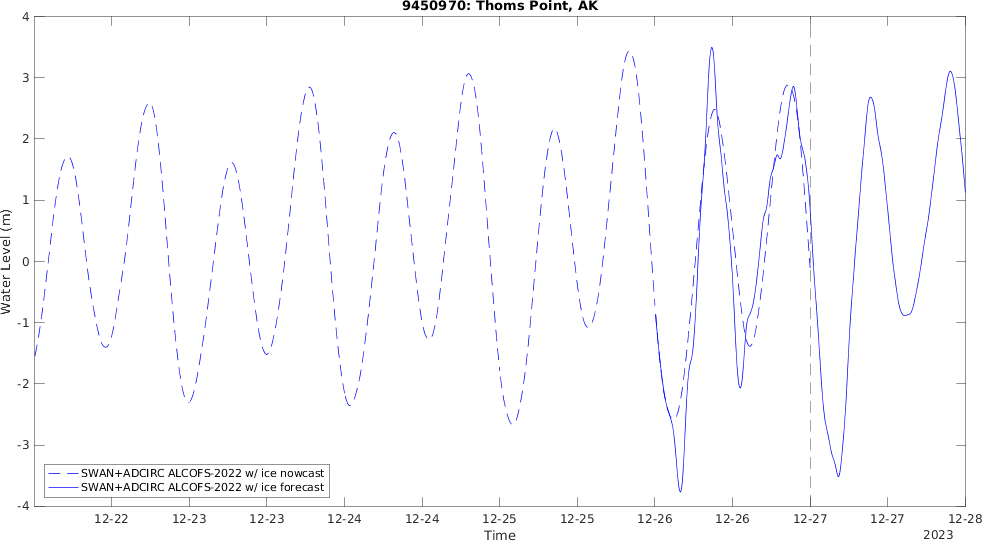 9450970: Thoms Point, AK
4
3
2
1
0
-1
-2
-3
-4
Water Level (m)
SWAN+ADCIRC ALCOFS-2022 w/ ice nowcast
SWAN+ADCIRC ALCOFS-2022 w/ ice forecast
12-22 12-23 12-23 12-24 12-24 12-25 12-25 12-26 12-26 12-27 12-27 12-28
Time
2023